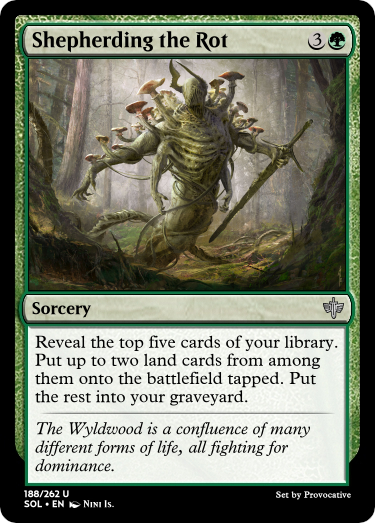 Shepherding the Rot 3
Sorcery
Reveal the top five cards of your library.
Put up to two land cards from among
them onto the battlefield tapped. Put
the rest into your graveyard.
The Wyldwood is a confluence of many
different forms of life, all fighting for
dominance.
188/262 U
SOL • EN Nini Is.
Set by Provocative